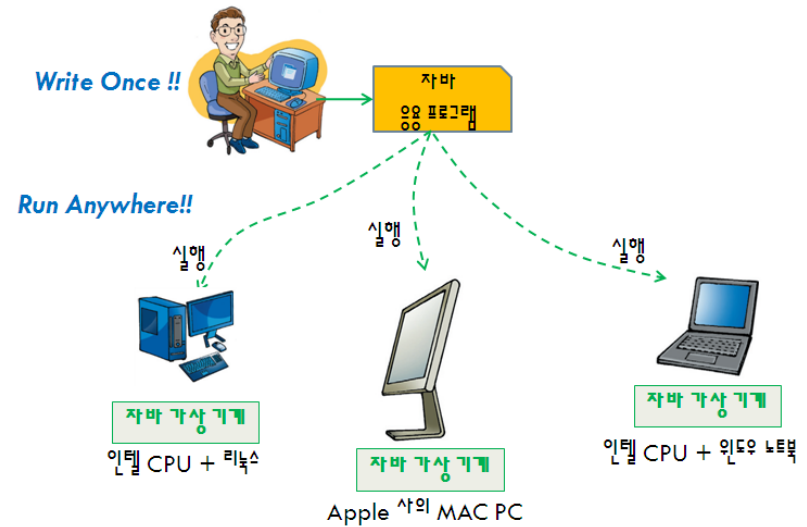 Write Once !!
자바
응용 프로그램
Run Anywhere!!
실행
실행
실행
자바 가상 기계
인텔 CPU + 리눅스
자바 가상 기계
Apple 사의 MAC PC
자바 가상 기계
인텔 CPU + 윈도우 노트북